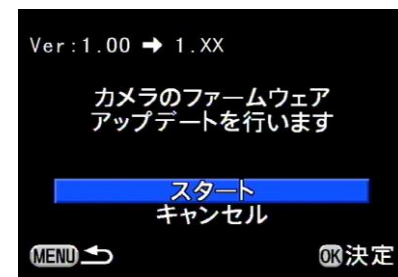 Ver:1.00 ➡ 1.XX
カメラのファームウェア
アップデートを行います
スタート
キャンセル
MENU OK決定